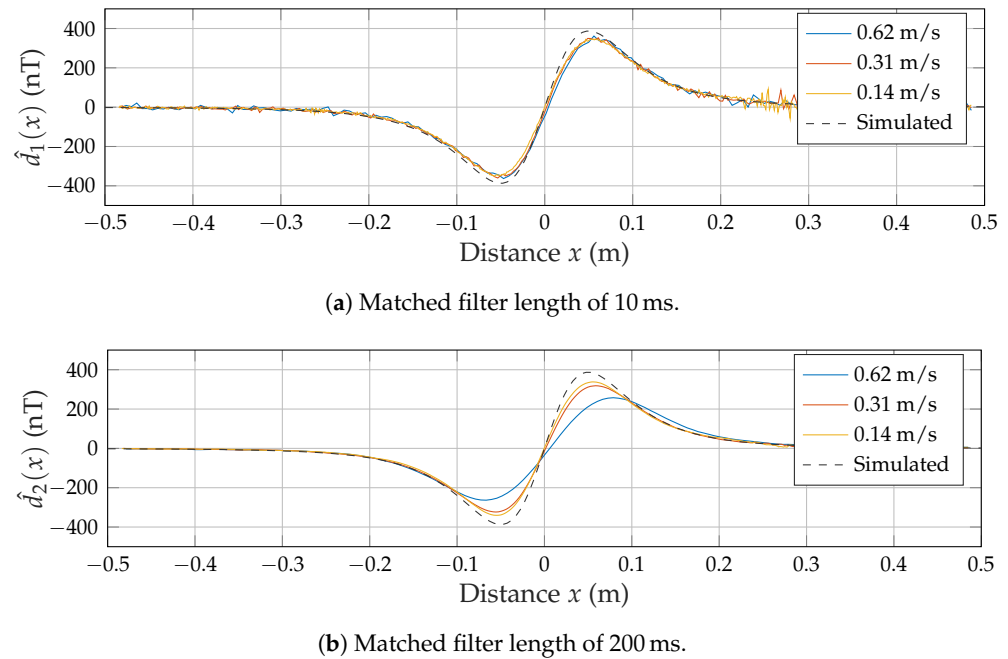 400
200
0
−200
−400
d̂₁(x) (nT)
0.62 m/s
0.31 m/s
0.14 m/s
Simulated
−0.5 −0.4 −0.3 −0.2 −0.1 0 0.1 0.2 0.3 0.4 0.5
Distance x (m)
(a) Matched filter length of 10 ms.
400
200
0
−200
−400
d̂₂(x) (nT)
0.62 m/s
0.31 m/s
0.14 m/s
Simulated
−0.5 −0.4 −0.3 −0.2 −0.1 0 0.1 0.2 0.3 0.4 0.5
Distance x (m)
(b) Matched filter length of 200 ms.